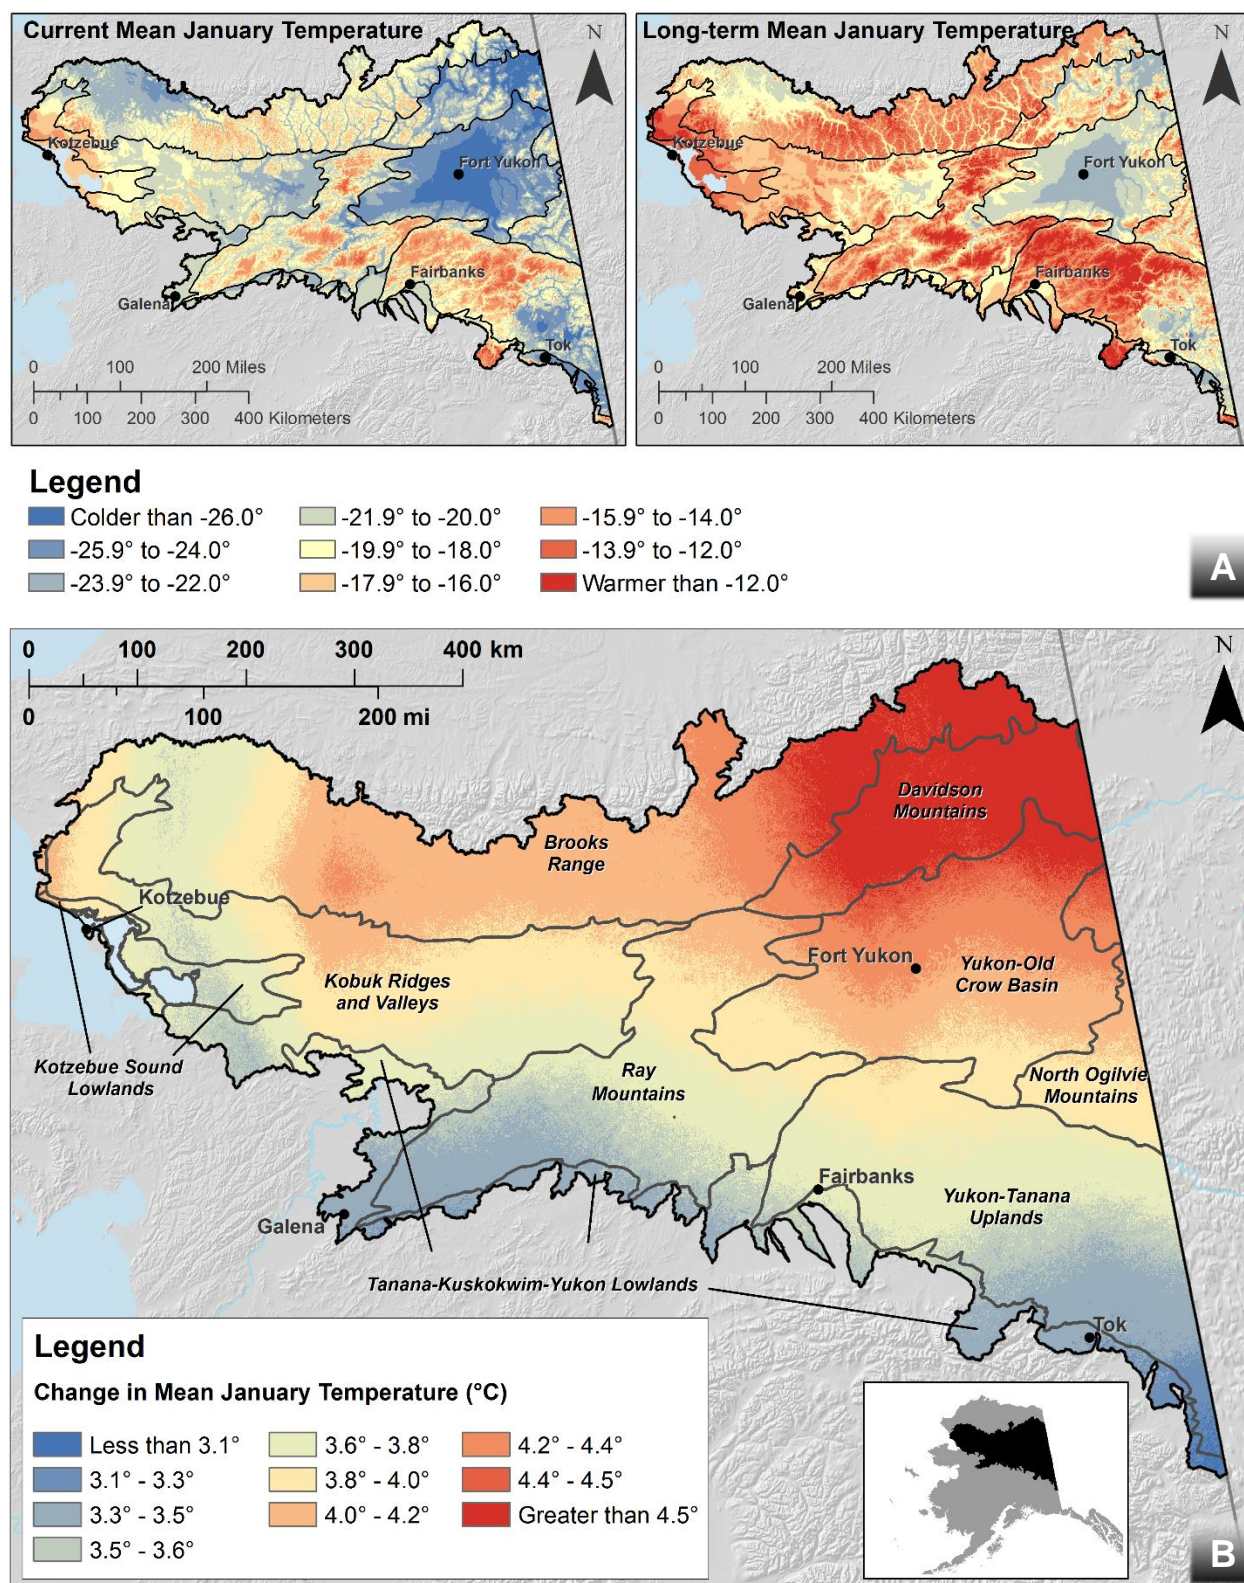 Current Mean January Temperature
N
Kotzebue
Fort Yukon
Fairbanks
Galena
Tok
0 100 200 Miles
0 100 200 300 400 Kilometers
Long-term Mean January Temperature
N
Kotzebue
Fort Yukon
Fairbanks
Galena
Tok
0 100 200 Miles
0 100 200 300 400 Kilometers
Legend
Colder than -26.0°
-25.9° to -24.0°
-23.9° to -22.0°
-21.9° to -20.0°
-19.9° to -18.0°
-17.9° to -16.0°
-15.9° to -14.0°
-13.9° to -12.0°
Warmer than -12.0°
A
0 100 200 300 400 km
0 100 200 mi
N
Davidson
Mountains
Brooks
Range
Kotzebue
Fort Yukon
Yukon-Old
Crow Basin
Kobuk Ridges
and Valleys
Kotzebue Sound
Lowlands
Ray
Mountains
North Ogilvie
Mountains
Fairbanks
Yukon-Tanana
Uplands
Galena
Tanana-Kuskokwim-Yukon Lowlands
Tok
Legend
Change in Mean January Temperature (°C)
Less than 3.1°
3.1° - 3.3°
3.3° - 3.5°
3.5° - 3.6°
3.6° - 3.8°
3.8° - 4.0°
4.0° - 4.2°
4.2° - 4.4°
4.4° - 4.5°
Greater than 4.5°
B